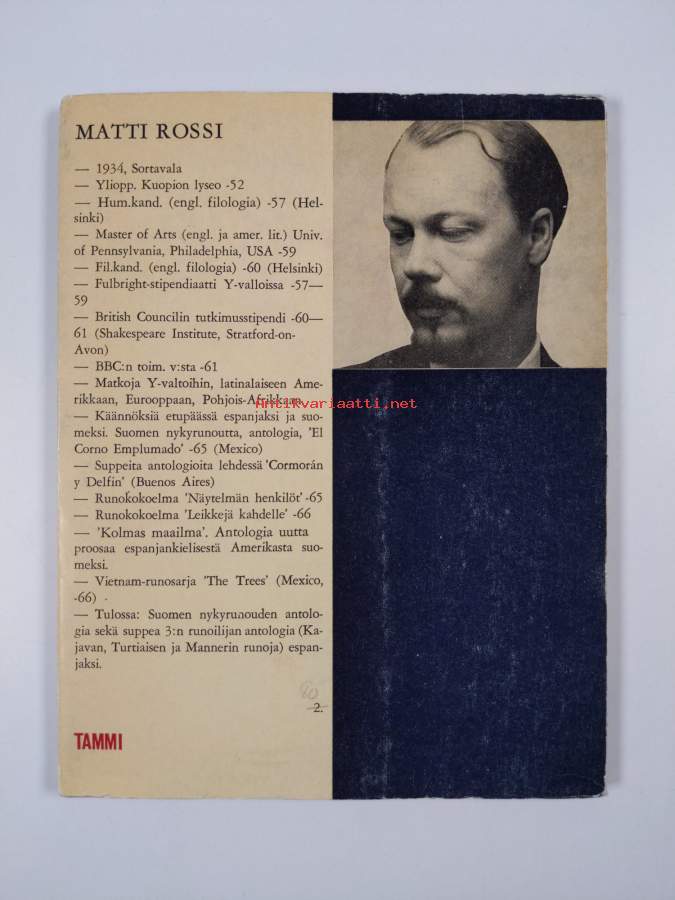 MATTI ROSSI
— 1934, Sortavala
— Yliopp. Kuopion lyseo -52
— Hum.kand. (engl. filologia) -57 (Hel-
sinki)
— Master of Arts (engl. ja amer. lit.) Univ.
of Pennsylvania, Philadelphia, USA -59
— Fil.kand. (engl. filologia) -60 (Helsinki)
— Fulbright-stipendiaatti Y-valloissa -57—
59
— British Councilin tutkimusstipendi -60—
61 (Shakespeare Institute, Stratford-on-
Avon)
— BBC:n toim. v:sta -61
— Matkoja Y-valtoihin, latinalaiseen Ame-
rikkaan, Eurooppaan, Pohjois-Afrikkaan.
Antikvariaatti.net
— Käännöksiä etupäässä espanjaksi ja suo-
meksi. Suomen nykyrunoutta, antologia, 'El
Corno Emplumado' -65 (Mexico)
— Suppeita antologioita lehdessä 'Cormorán
y Delfin' (Buenos Aires)
— Runokokoelma 'Näytelmän henkilöt' -65
— Runokokoelma 'Leikkejä kahdelle' -66
— 'Kolmas maailma'. Antologia uutta
proosaa espanjankielisestä Amerikasta suo-
meksi.
— Vietnam-runosarja 'The Trees' (Mexico,
-66)
— Tulossa: Suomen nykyrunouden antolo-
gia sekä suppea 3:n runoilijan antologia (Ka-
javan, Turtiaisen ja Mannerin runoja) espan-
jaksi.
2.
TAMMI